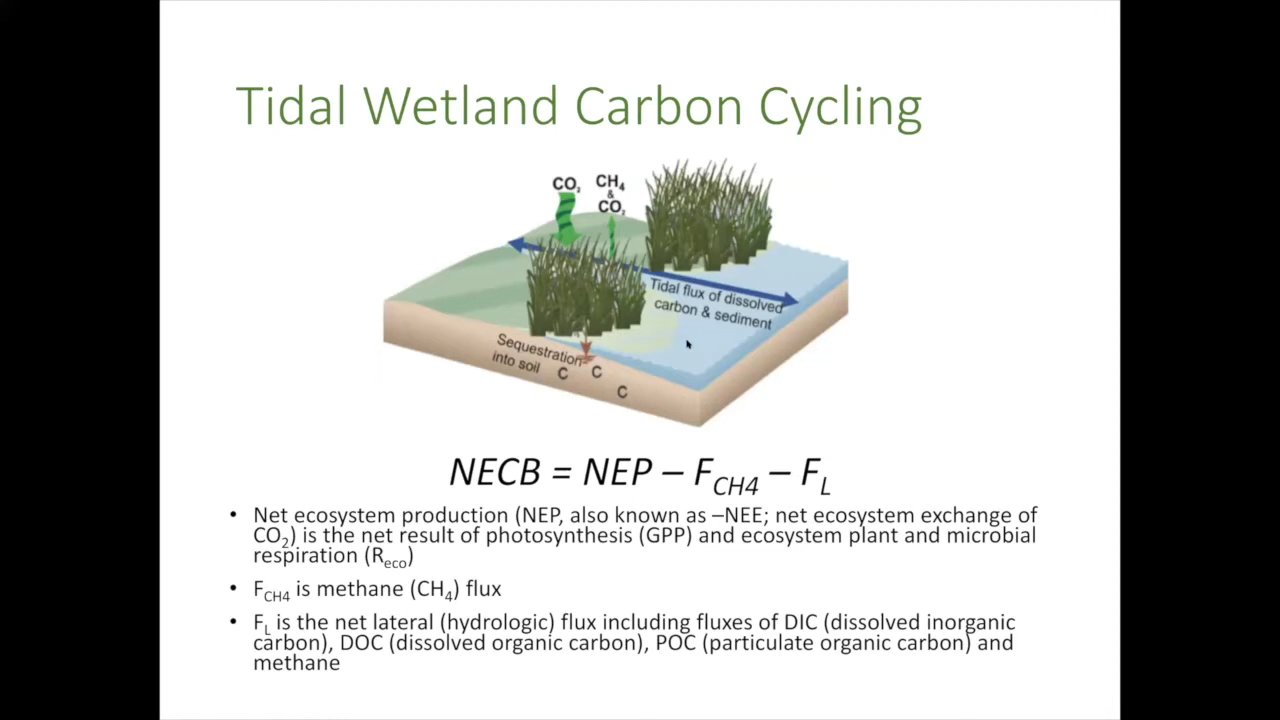 Tidal Wetland Carbon Cycling
CO₂
CH₄
&
CO₂
Tidal flux of dissolved
carbon & sediment
Sequestration
into soil
C
C
C
NECB = NEP – F_CH4 – F_L
• Net ecosystem production (NEP, also known as –NEE; net ecosystem exchange of
CO₂) is the net result of photosynthesis (GPP) and ecosystem plant and microbial
respiration (R_eco)
• F_CH4 is methane (CH₄) flux
• F_L is the net lateral (hydrologic) flux including fluxes of DIC (dissolved inorganic
carbon), DOC (dissolved organic carbon), POC (particulate organic carbon) and
methane